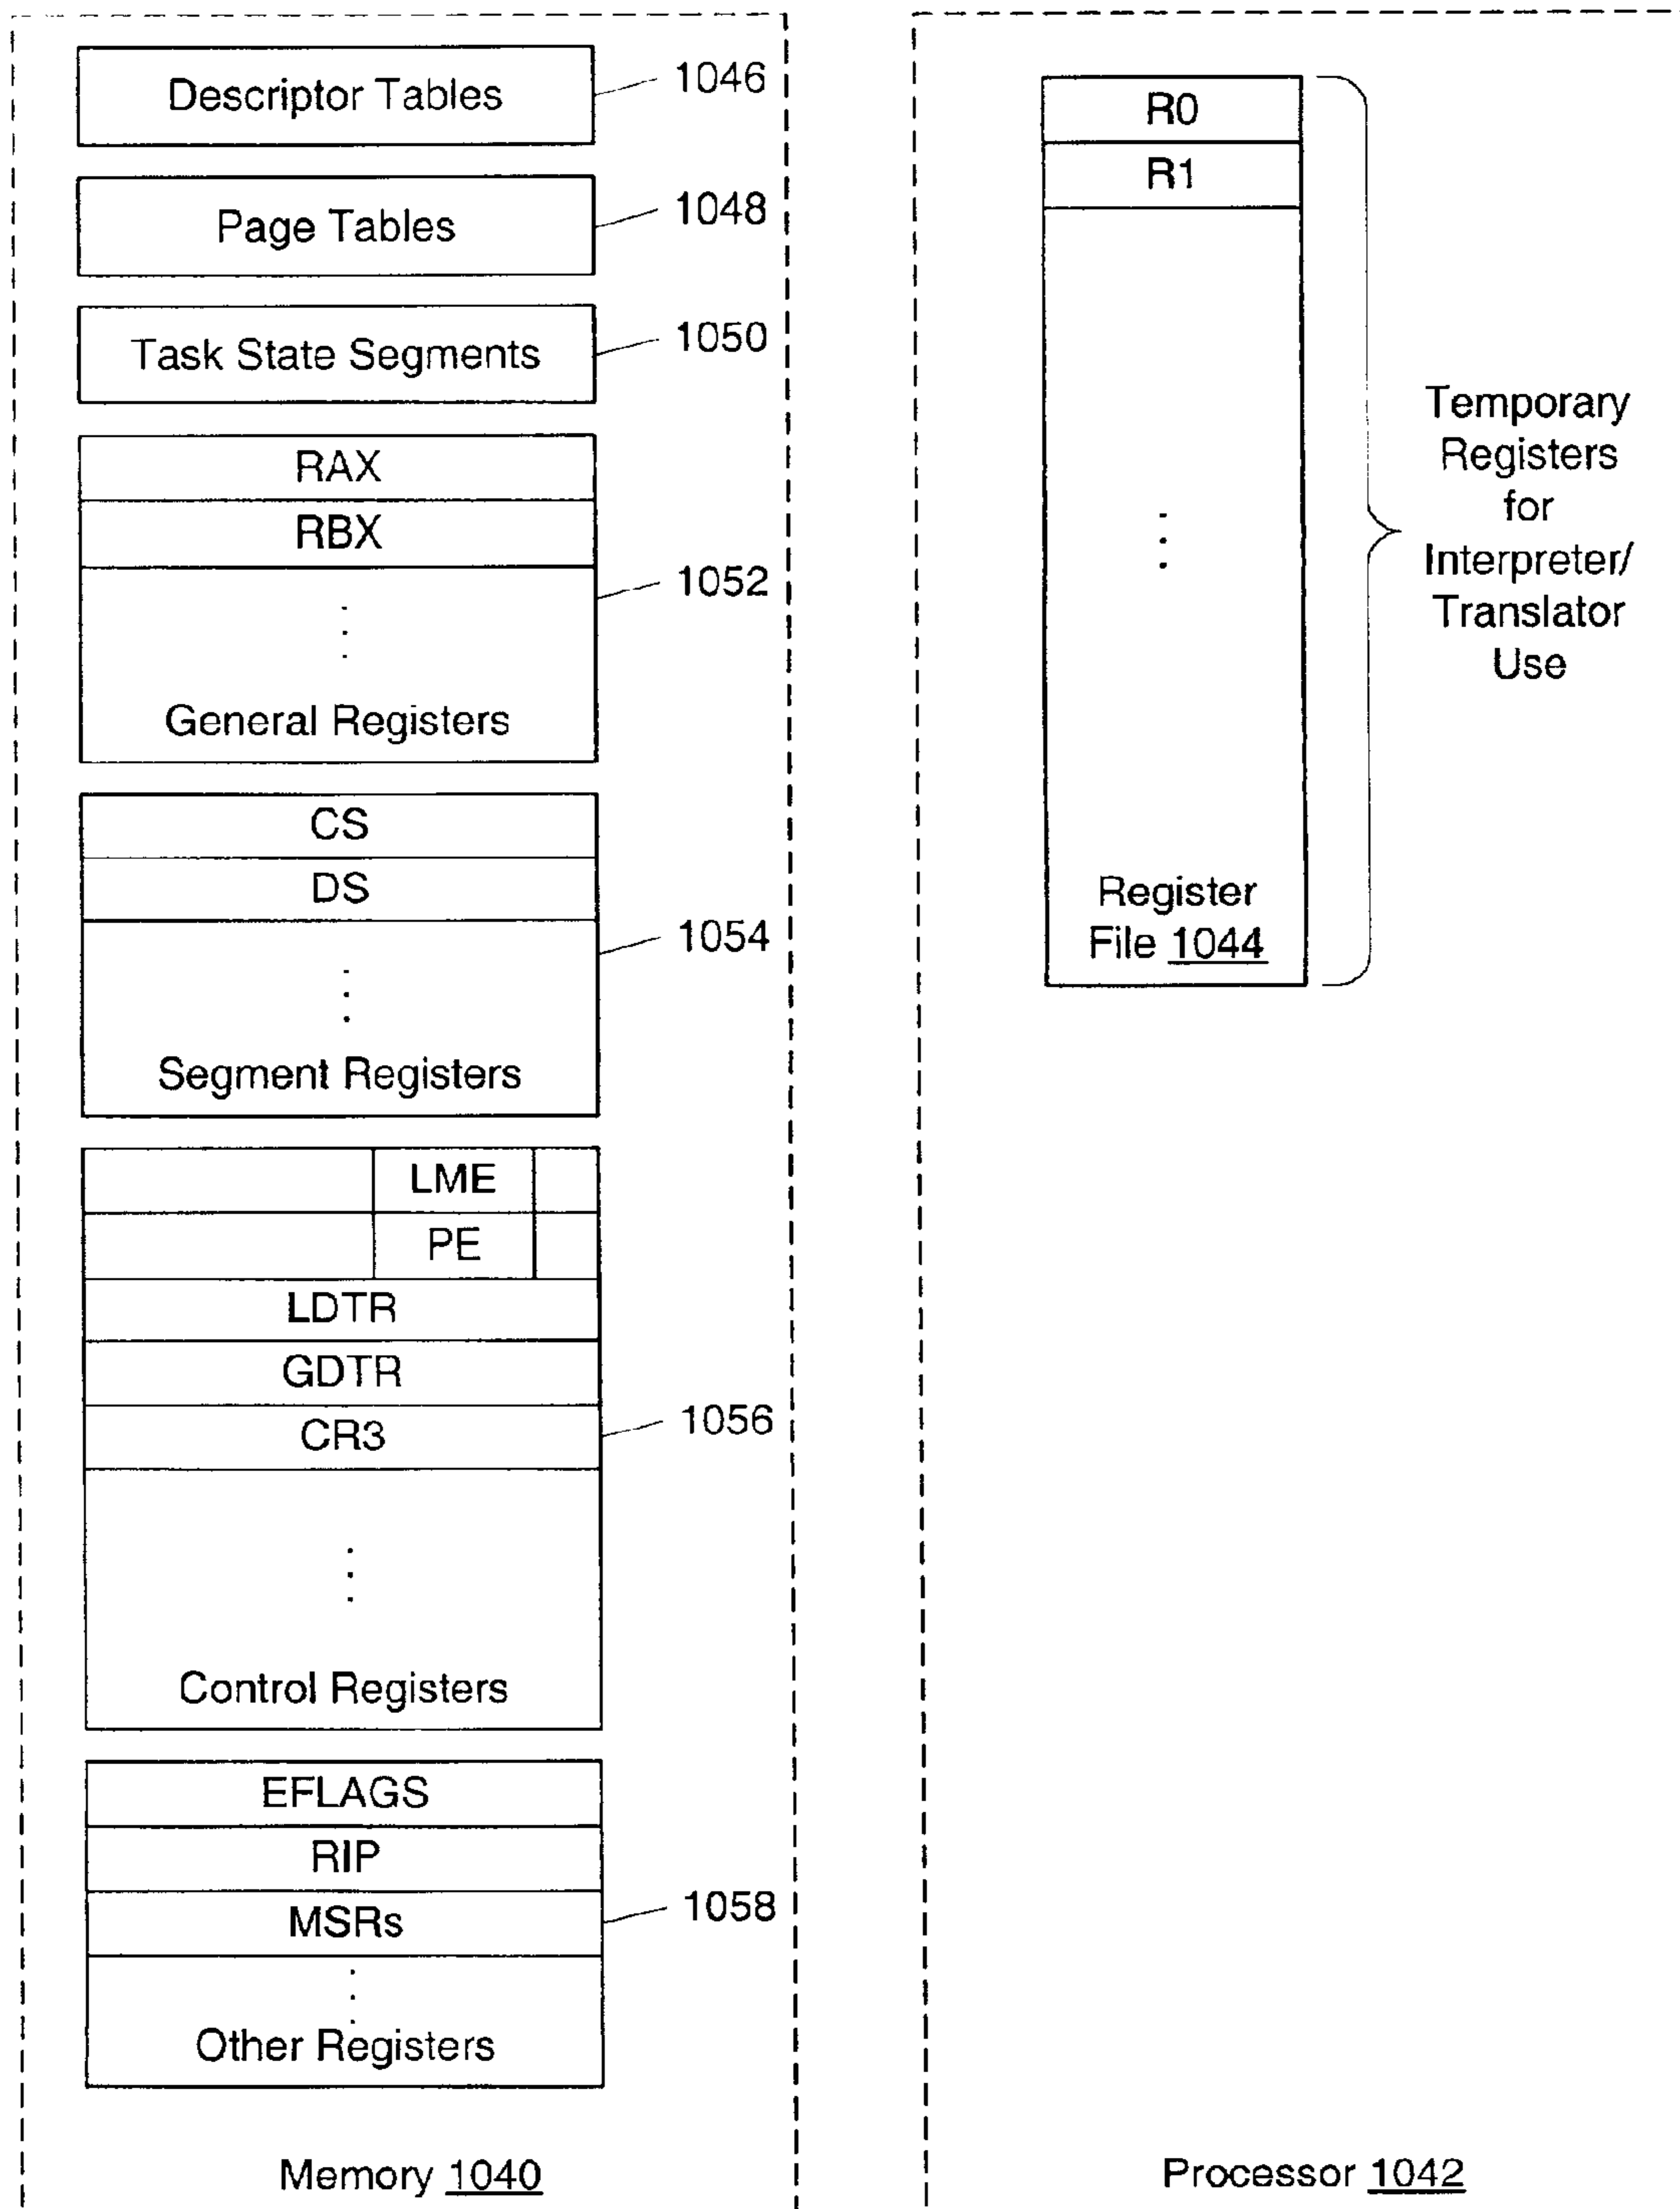 Descriptor Tables
1046
Page Tables
1048
Task State Segments
1050
RAX
RBX
General Registers
1052
CS
DS
Segment Registers
1054
LME
PE
LDTR
GDTR
CR3
Control Registers
1056
EFLAGS
RIP
MSRs
Other Registers
1058
Memory 1040
R0
R1
Register
File 1044
Temporary
Registers
for
Interpreter/
Translator
Use
Processor 1042